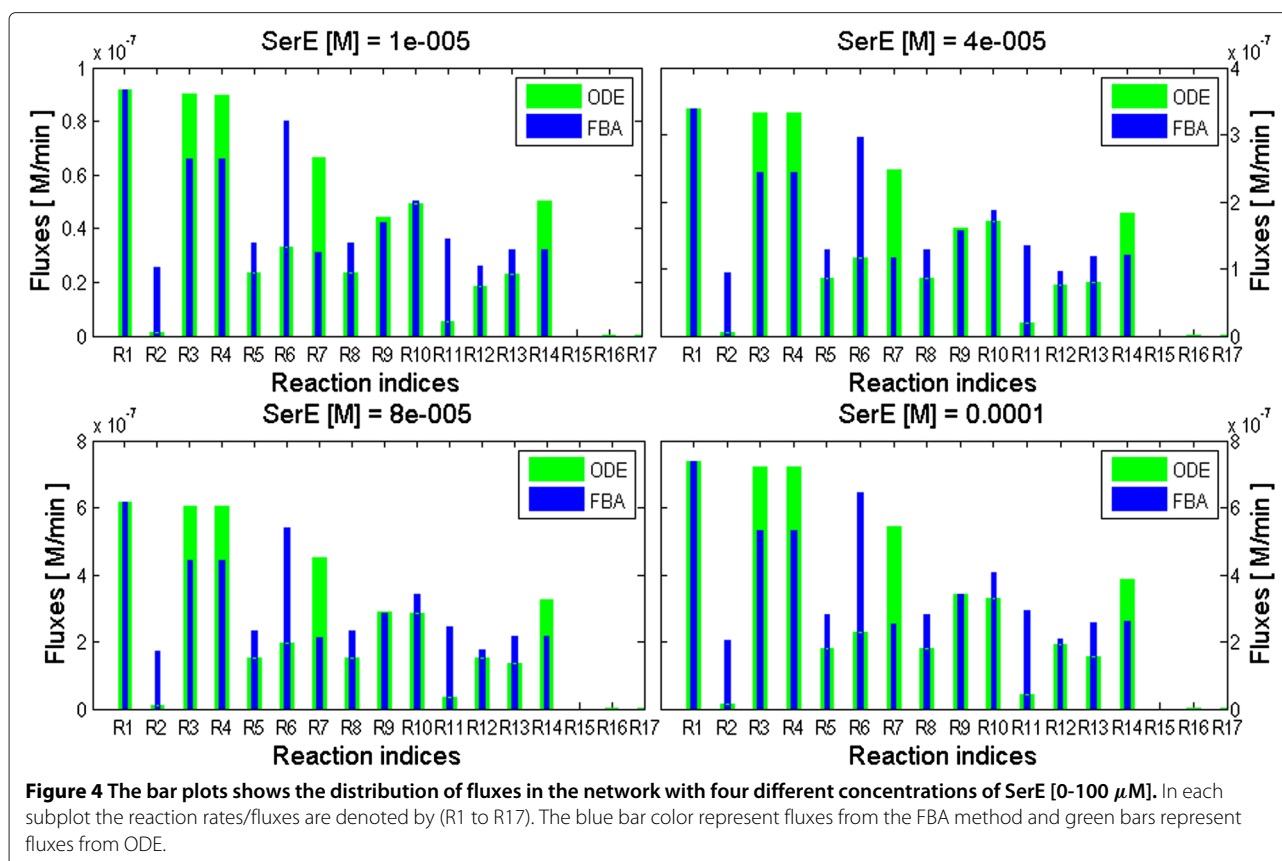 SerE [M] = 1e-005
x 10^-7
Fluxes [ M/min ]
1
0.8
0.6
0.4
0.2
0
ODE
FBA
R1 R2 R3 R4 R5 R6 R7 R8 R9 R10 R11 R12 R13 R14 R15 R16 R17
Reaction indices
SerE [M] = 4e-005
x 10^-7
4
3
2
1
0
Fluxes [ M/min ]
ODE
FBA
R1 R2 R3 R4 R5 R6 R7 R8 R9 R10 R11 R12 R13 R14 R15 R16 R17
Reaction indices
SerE [M] = 8e-005
x 10^-7
Fluxes [ M/min ]
8
6
4
2
0
ODE
FBA
R1 R2 R3 R4 R5 R6 R7 R8 R9 R10 R11 R12 R13 R14 R15 R16 R17
Reaction indices
SerE [M] = 0.0001
x 10^-7
8
6
4
2
0
Fluxes [ M/min ]
ODE
FBA
R1 R2 R3 R4 R5 R6 R7 R8 R9 R10 R11 R12 R13 R14 R15 R16 R17
Reaction indices
Figure 4 The bar plots shows the distribution of fluxes in the network with four different concentrations of SerE [0-100 μM]. In each
subplot the reaction rates/fluxes are denoted by (R1 to R17). The blue bar color represent fluxes from the FBA method and green bars represent
fluxes from ODE.